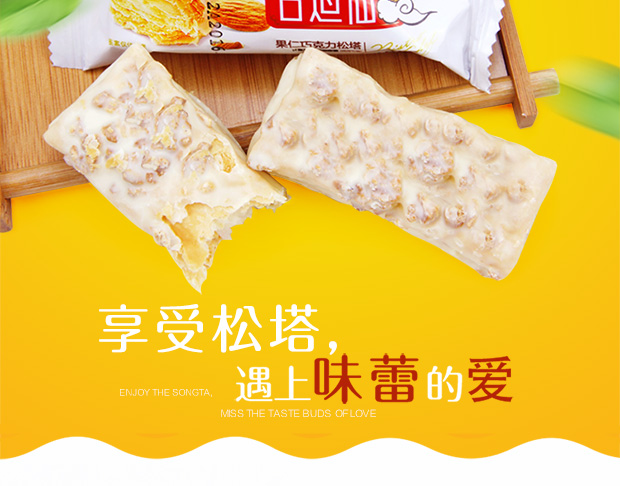 果仁巧克力松塔
享受松塔，
遇上味蕾的爱
ENJOY THE SONGTA,
MISS THE TASTE BUDS OF LOVE